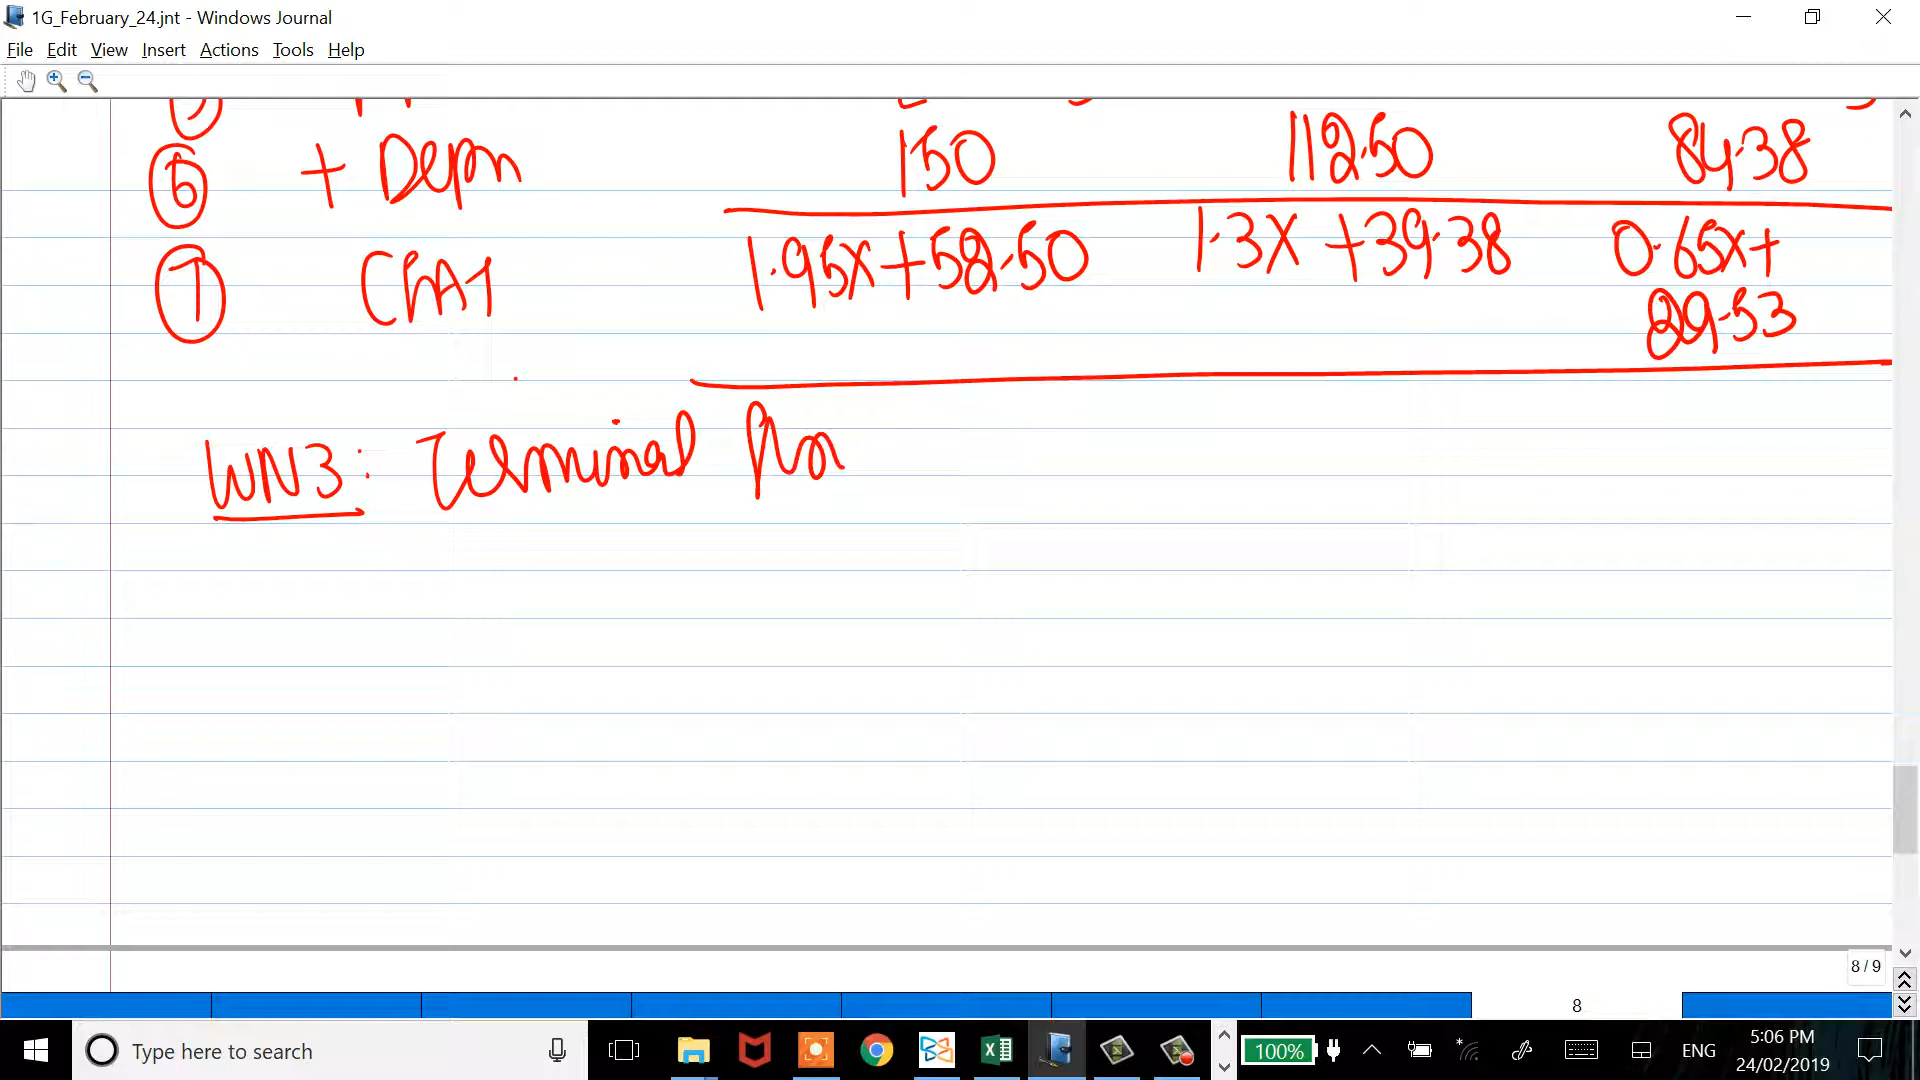 1G_February_24.jnt - Windows Journal
File Edit View Insert Actions Tools Help
⑥ + Depn 150 112.50 84.38
⑦ CFAT 1.95x+52.50 1.3x +39.38 0.65x+
29.53
WN3: Terminal
8 / 9
8
Type here to search
100%
ENG
5:06 PM
24/02/2019